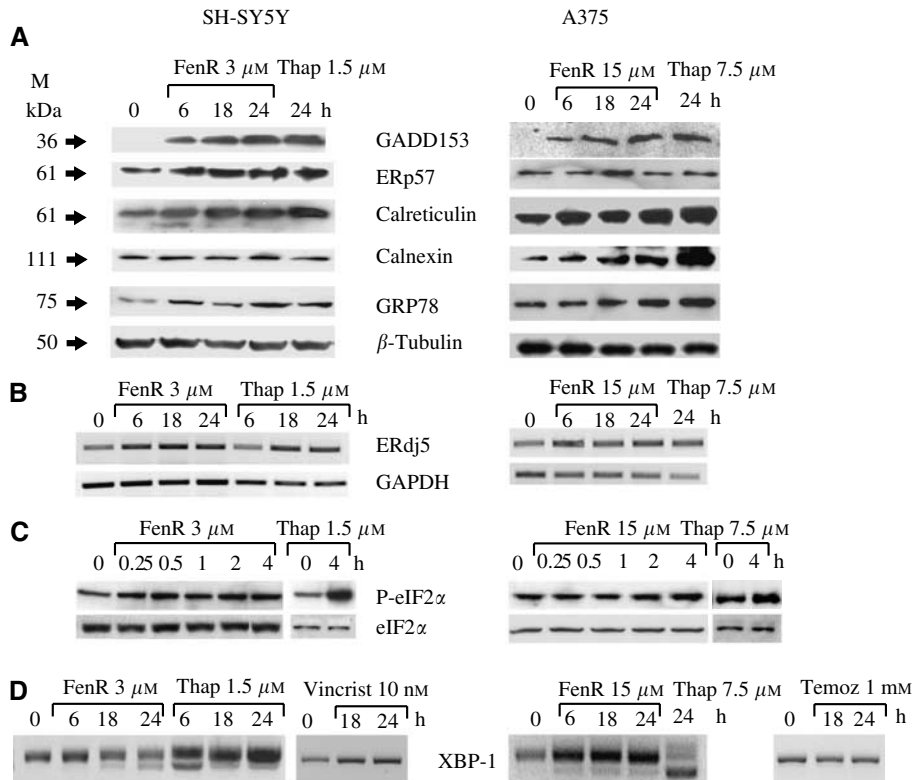 SH-SY5Y A375
A
FenR 3 μM Thap 1.5 μM FenR 15 μM Thap 7.5 μM
M
kDa 0 6 18 24 24 h 0 6 18 24 24 h
36 GADD153
61 ERp57
61 Calreticulin
111 Calnexin
75 GRP78
50 β-Tubulin
B
FenR 3 μM Thap 1.5 μM FenR 15 μM Thap 7.5 μM
0 6 18 24 6 18 24 h 0 6 18 24 24 h
ERdj5
GAPDH
C
FenR 3 μM Thap 1.5 μM FenR 15 μM Thap 7.5 μM
0 0.25 0.5 1 2 4 0 4 h 0 0.25 0.5 1 2 4 0 4 h
P-eIF2α
eIF2α
D
FenR 3 μM Thap 1.5 μM Vincrist 10 nM FenR 15 μM Thap 7.5 μM Temoz 1 mM
0 6 18 24 6 18 24 0 18 24 h 0 6 18 24 24 0 18 24 h
XBP-1